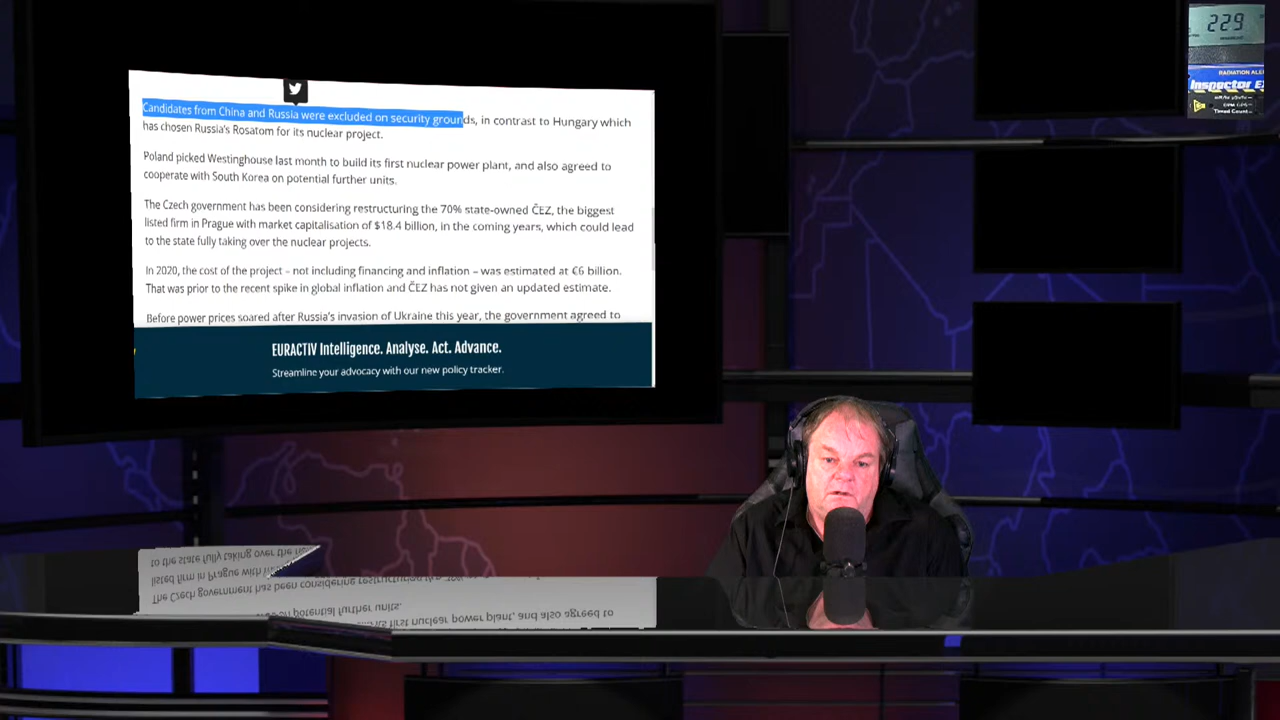 229
RADIATION ALE
Inspector E
Candidates from China and Russia were excluded on security grounds, in contrast to Hungary which
has chosen Russia's Rosatom for its nuclear project.
Poland picked Westinghouse last month to build its first nuclear power plant, and also agreed to
cooperate with South Korea on potential further units.
The Czech government has been considering restructuring the 70% state-owned ČEZ, the biggest
listed firm in Prague with market capitalisation of $18.4 billion, in the coming years, which could lead
to the state fully taking over the nuclear projects.
In 2020, the cost of the project – not including financing and inflation – was estimated at €6 billion.
That was prior to the recent spike in global inflation and ČEZ has not given an updated estimate.
Before power prices soared after Russia's invasion of Ukraine this year, the government agreed to
EURACTIV Intelligence. Analyse. Act. Advance.
Streamline your advocacy with our new policy tracker.